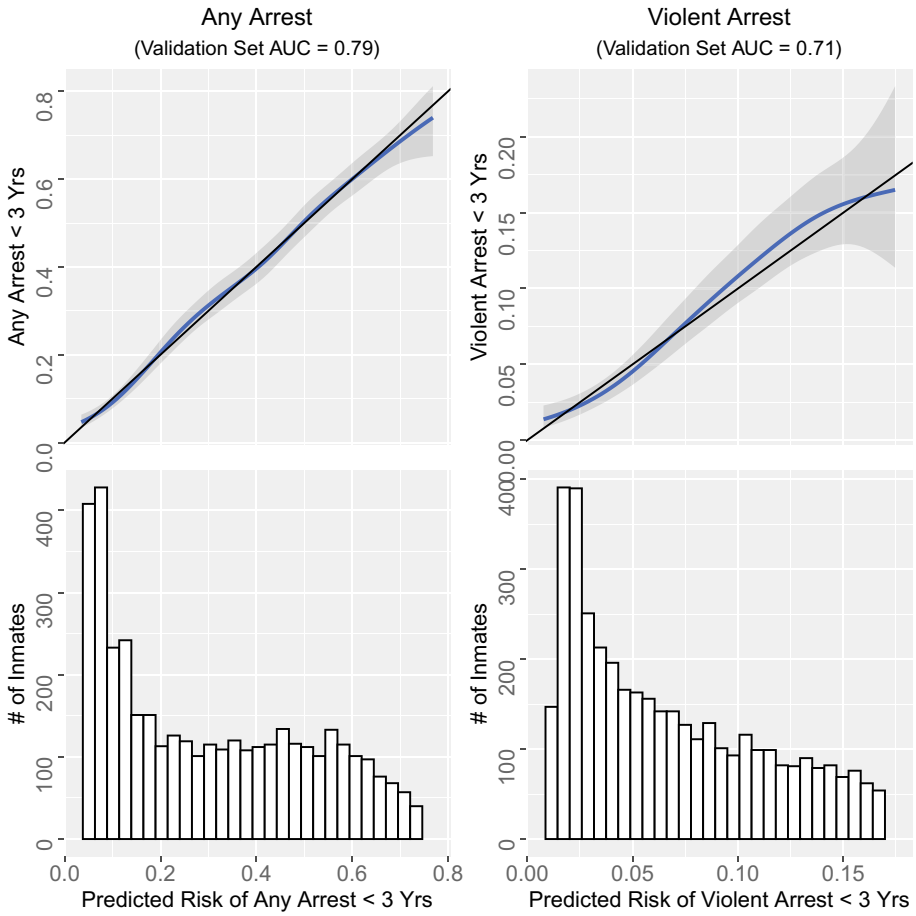 Any Arrest
(Validation Set AUC = 0.79)
Any Arrest < 3 Yrs
0.8
0.6
0.4
0.2
0.0
# of Inmates
400
300
200
100
0
0.0 0.2 0.4 0.6 0.8
Predicted Risk of Any Arrest < 3 Yrs
Violent Arrest
(Validation Set AUC = 0.71)
Violent Arrest < 3 Yrs
0.20
0.15
0.10
0.05
0.00
# of Inmates
400
300
200
100
0
0.00 0.05 0.10 0.15
Predicted Risk of Violent Arrest < 3 Yrs